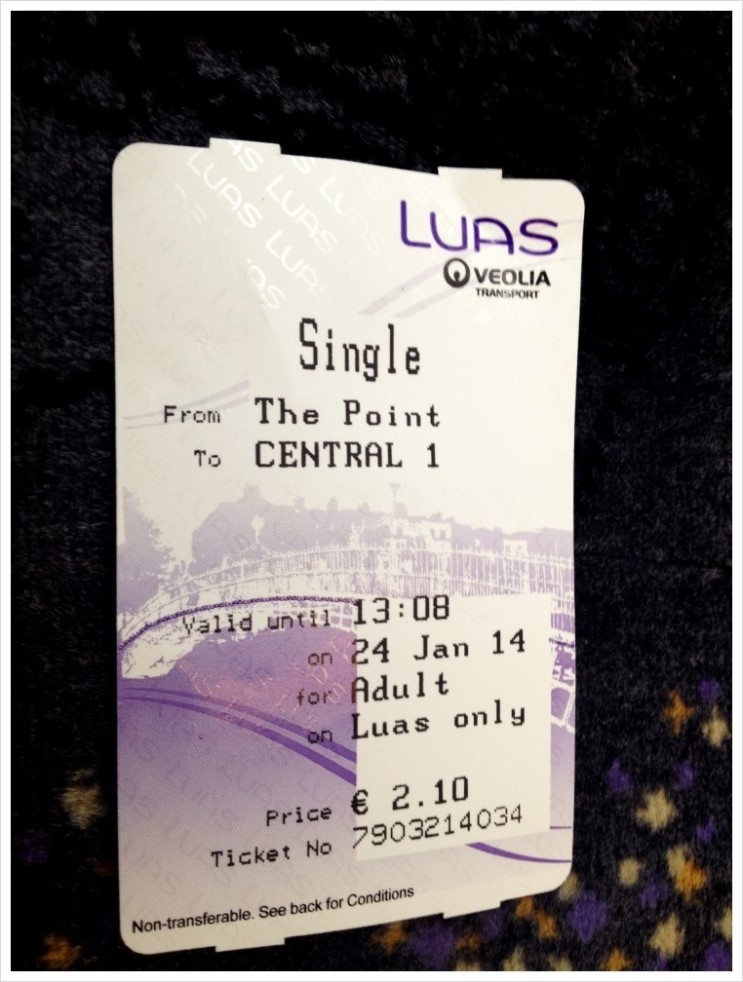 LUAS
VEOLIA
TRANSPORT
Single
From The Point
To CENTRAL 1
Valid until 13:08
on 24 Jan 14
for Adult
on Luas only
Price € 2.10
Ticket No 7903214034
Non-transferable. See back for Conditions